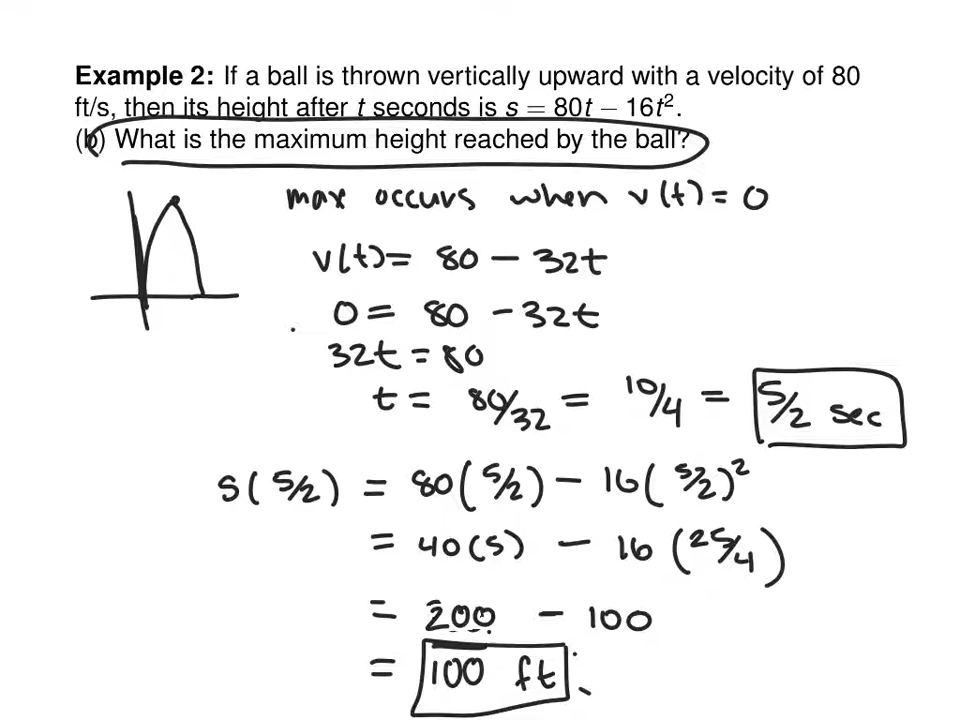 Example 2: If a ball is thrown vertically upward with a velocity of 80
ft/s, then its height after t seconds is s = 80t − 16t².
(b) What is the maximum height reached by the ball?
max occurs when v(t) = 0
v(t) = 80 − 32t
0 = 80 − 32t
32t = 80
t = 80/32 = 10/4 = 5/2 sec
s(5/2) = 80(5/2) − 16(5/2)²
= 40(5) − 16(25/4)
= 200 − 100
= 100 ft